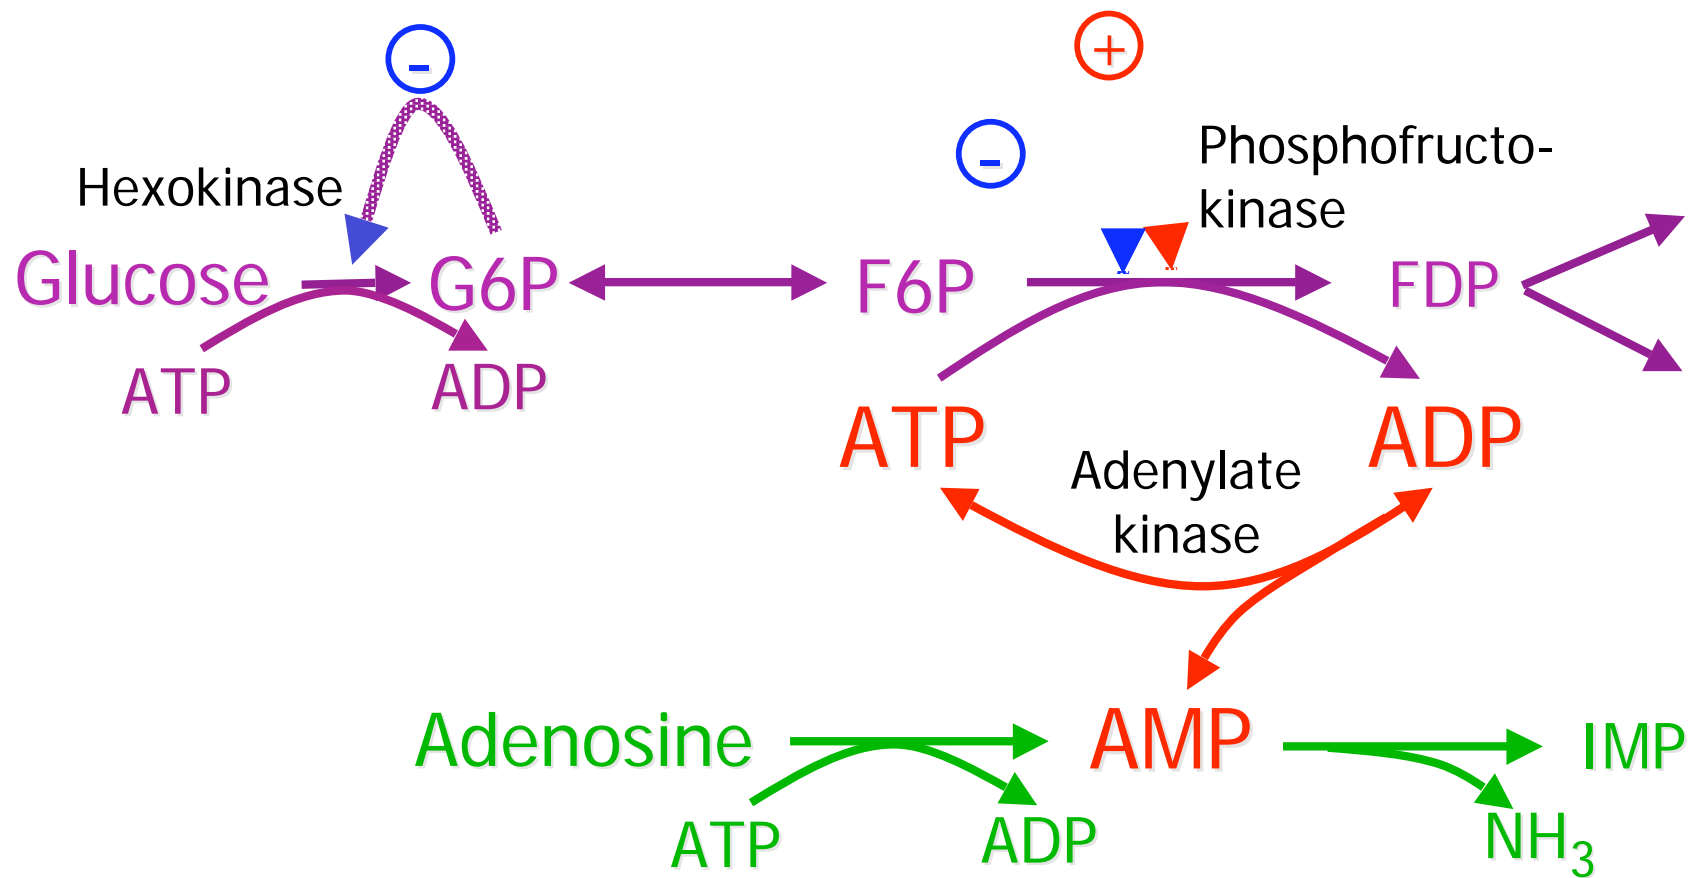 -
+
-
Phosphofructo-
kinase
Hexokinase
Glucose G6P F6P FDP
ATP ADP
ATP ADP
Adenylate
kinase
Adenosine AMP IMP
ATP ADP NH₃